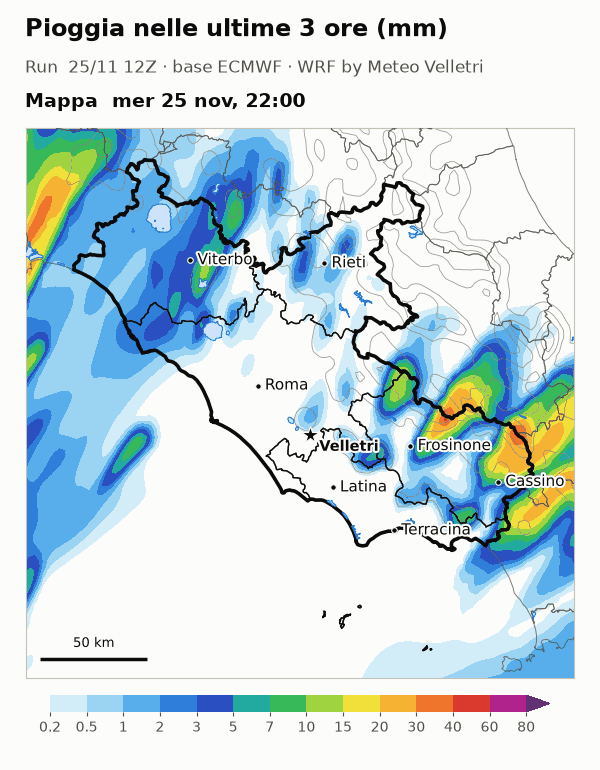 Pioggia nelle ultime 3 ore (mm)
Run  25/11 12Z · base ECMWF · WRF by Meteo Velletri
Mappa  mer 25 nov, 22:00
Viterbo
Rieti
Roma
Velletri
Frosinone
Latina
Cassino
Terracina
50 km
0.2 0.5 1 2 3 5 7 10 15 20 30 40 60 80